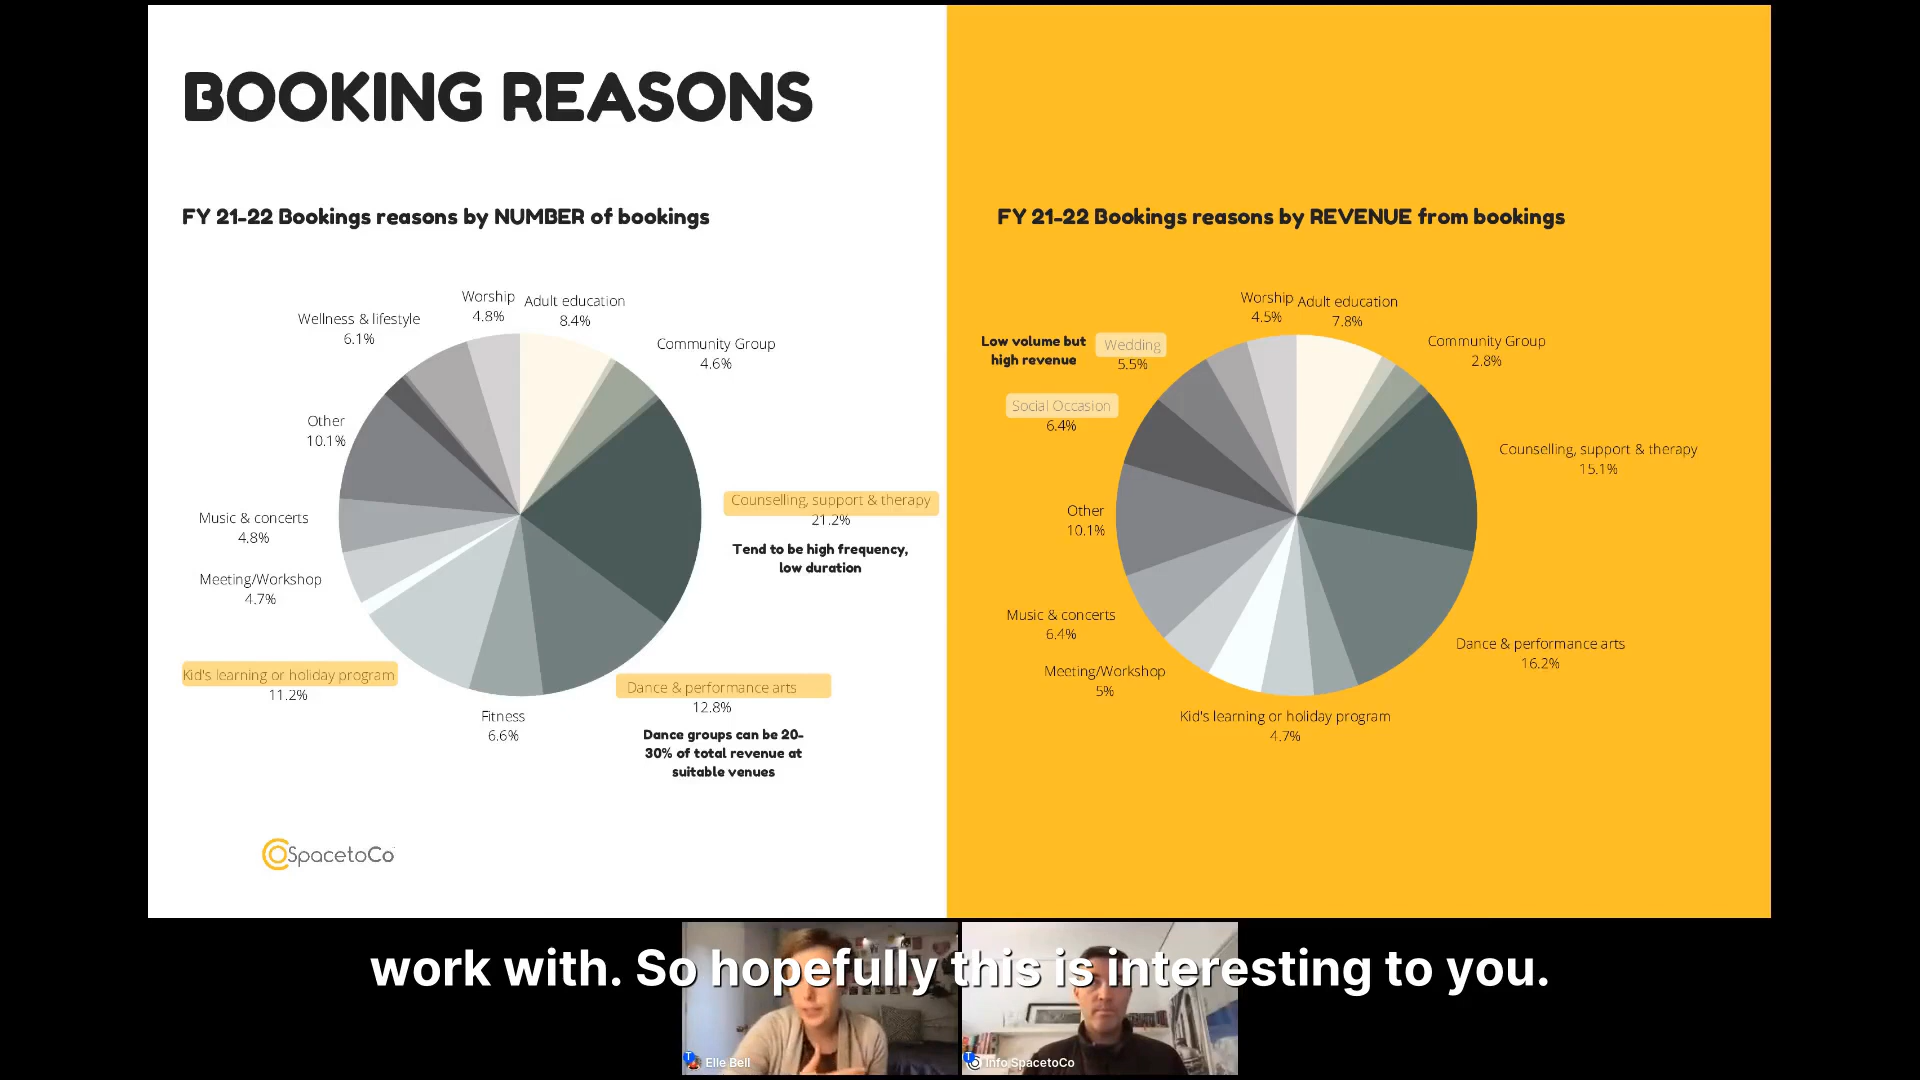 BOOKING REASONS
FY 21-22 Bookings reasons by NUMBER of bookings
Worship
4.8%
Adult education
8.4%
Wellness & lifestyle
6.1%
Community Group
4.6%
Other
10.1%
Counselling, support & therapy
21.2%
Tend to be high frequency,
low duration
Music & concerts
4.8%
Meeting/Workshop
4.7%
Kid's learning or holiday program
11.2%
Dance & performance arts
12.8%
Fitness
6.6%
Dance groups can be 20-
30% of total revenue at
suitable venues
SpacetoCo
FY 21-22 Bookings reasons by REVENUE from bookings
Worship
4.5%
Adult education
7.8%
Low volume but
high revenue
Wedding
5.5%
Community Group
2.8%
Social Occasion
6.4%
Counselling, support & therapy
15.1%
Other
10.1%
Music & concerts
6.4%
Dance & performance arts
16.2%
Meeting/Workshop
5%
Kid's learning or holiday program
4.7%
work with. So hopefully this is interesting to you.
Elle Bell
Info SpacetoCo